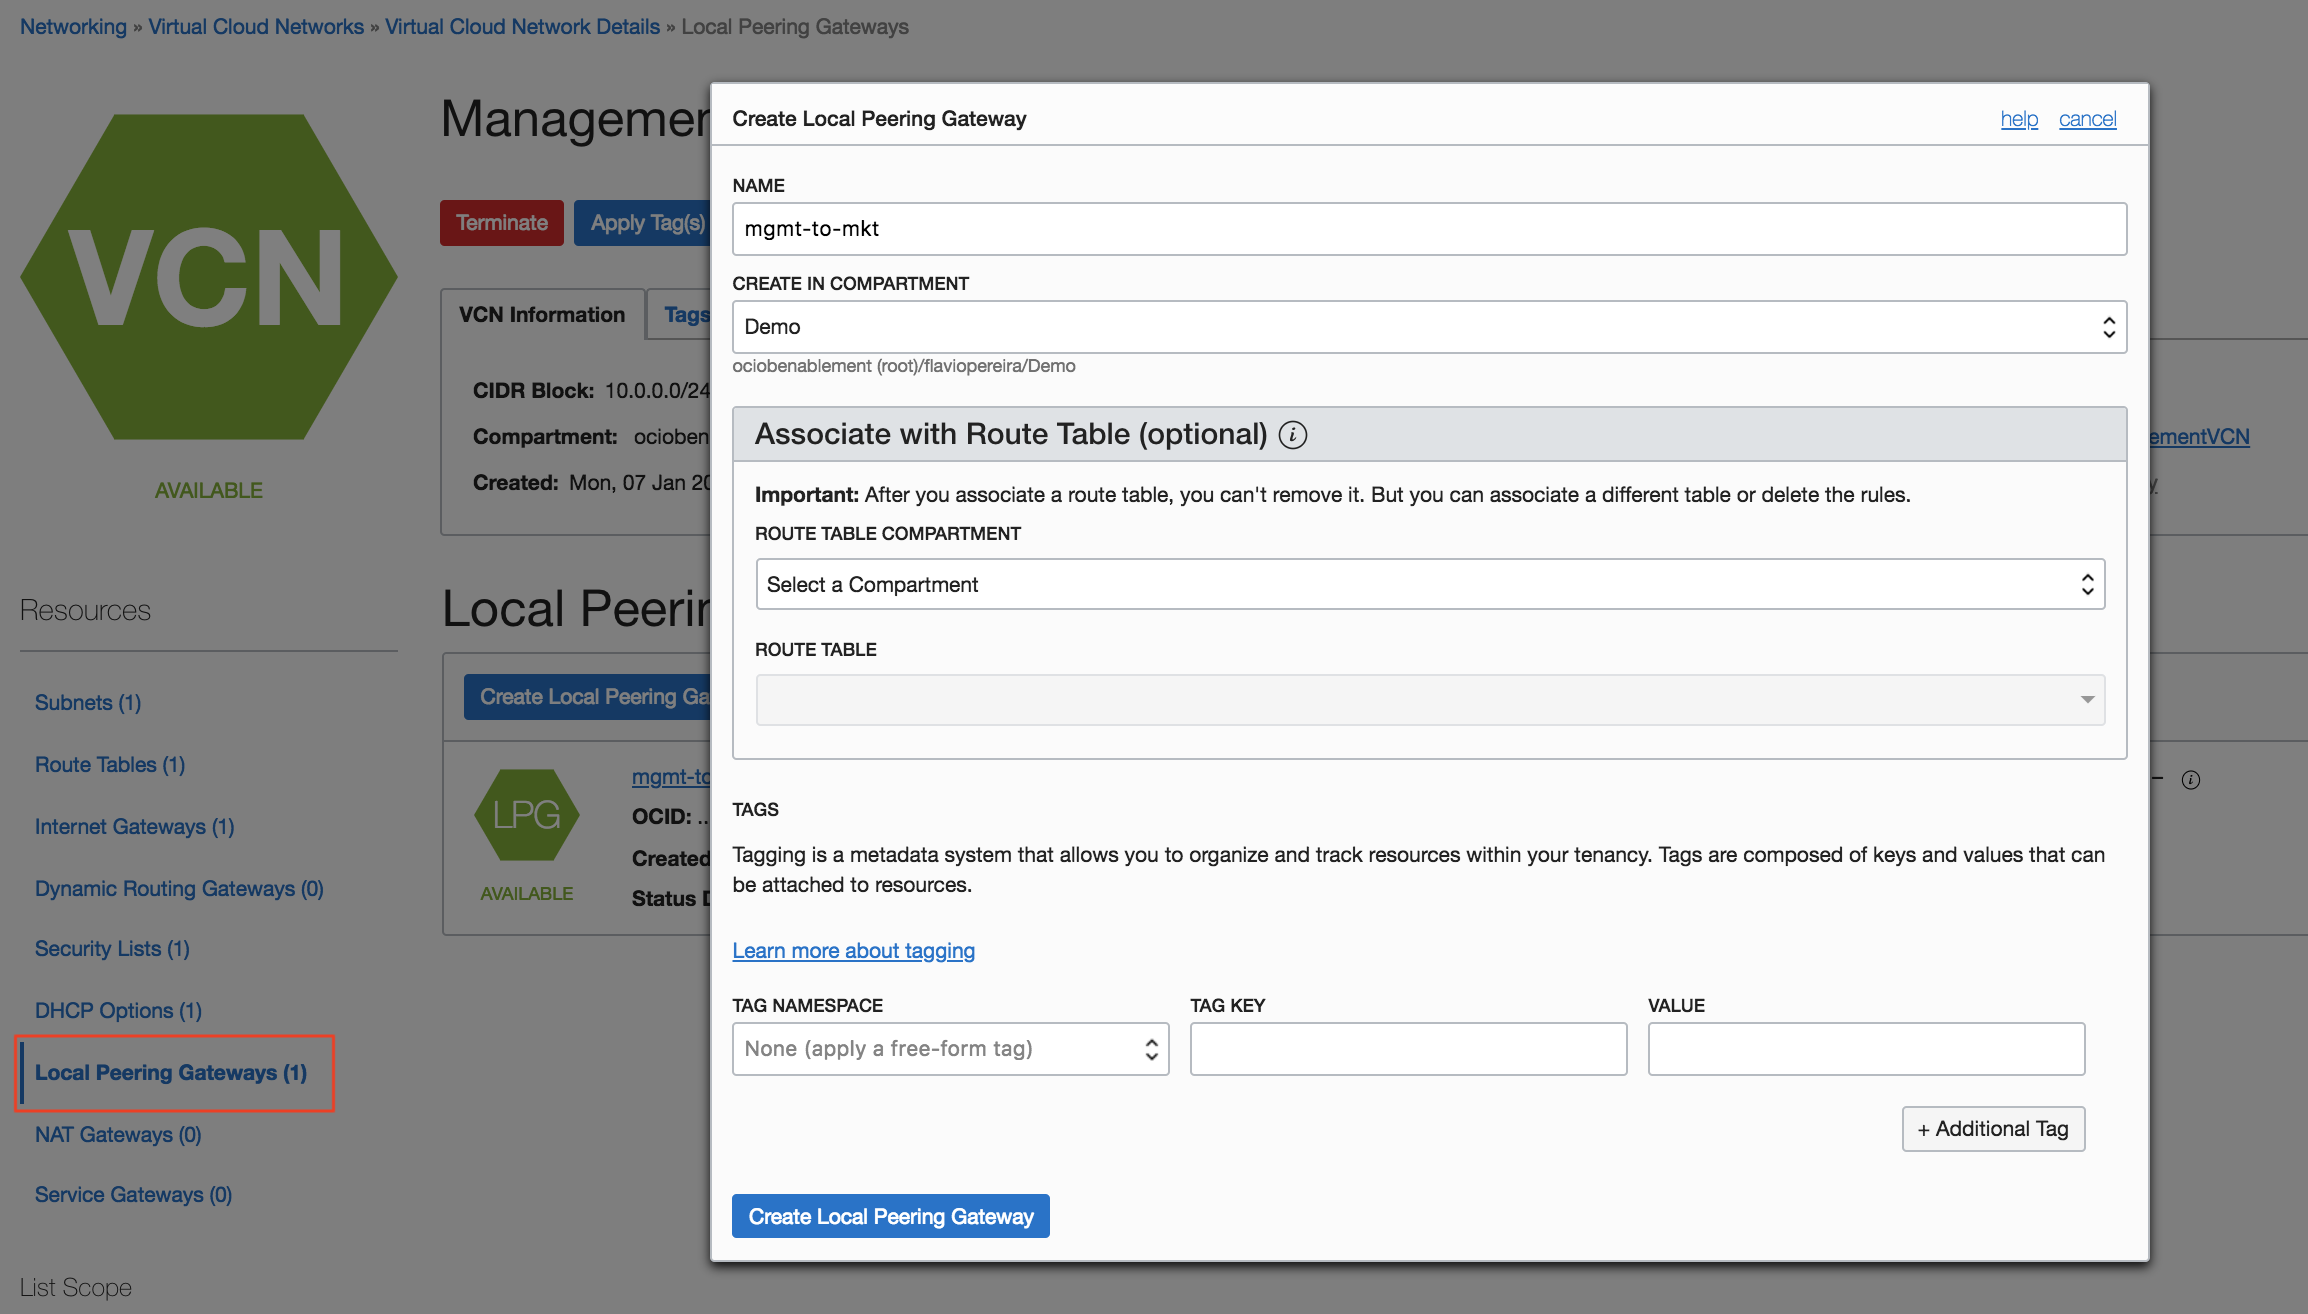 Networking » Virtual Cloud Networks » Virtual Cloud Network Details » Local Peering Gateways
VCN
AVAILABLE
Terminate
Apply Tag(s)
VCN Information
Tags
CIDR Block: 10.0.0.0/24
Compartment:
Created: Mon, 07 Jan
ementVCN
Resources
Subnets (1)
Route Tables (1)
Internet Gateways (1)
Dynamic Routing Gateways (0)
Security Lists (1)
DHCP Options (1)
Local Peering Gateways (1)
NAT Gateways (0)
Service Gateways (0)
List Scope
Local
Create Local Peering
LPG
AVAILABLE
OCID: ..
Created
Status
Create Local Peering Gateway
help cancel
NAME
mgmt-to-mkt
CREATE IN COMPARTMENT
Demo
ociobenablement (root)/flaviopereira/Demo
Associate with Route Table (optional) i
Important: After you associate a route table, you can't remove it. But you can associate a different table or delete the rules.
ROUTE TABLE COMPARTMENT
Select a Compartment
ROUTE TABLE
TAGS
Tagging is a metadata system that allows you to organize and track resources within your tenancy. Tags are composed of keys and values that can
be attached to resources.
Learn more about tagging
TAG NAMESPACE TAG KEY VALUE
None (apply a free-form tag)
+ Additional Tag
Create Local Peering Gateway